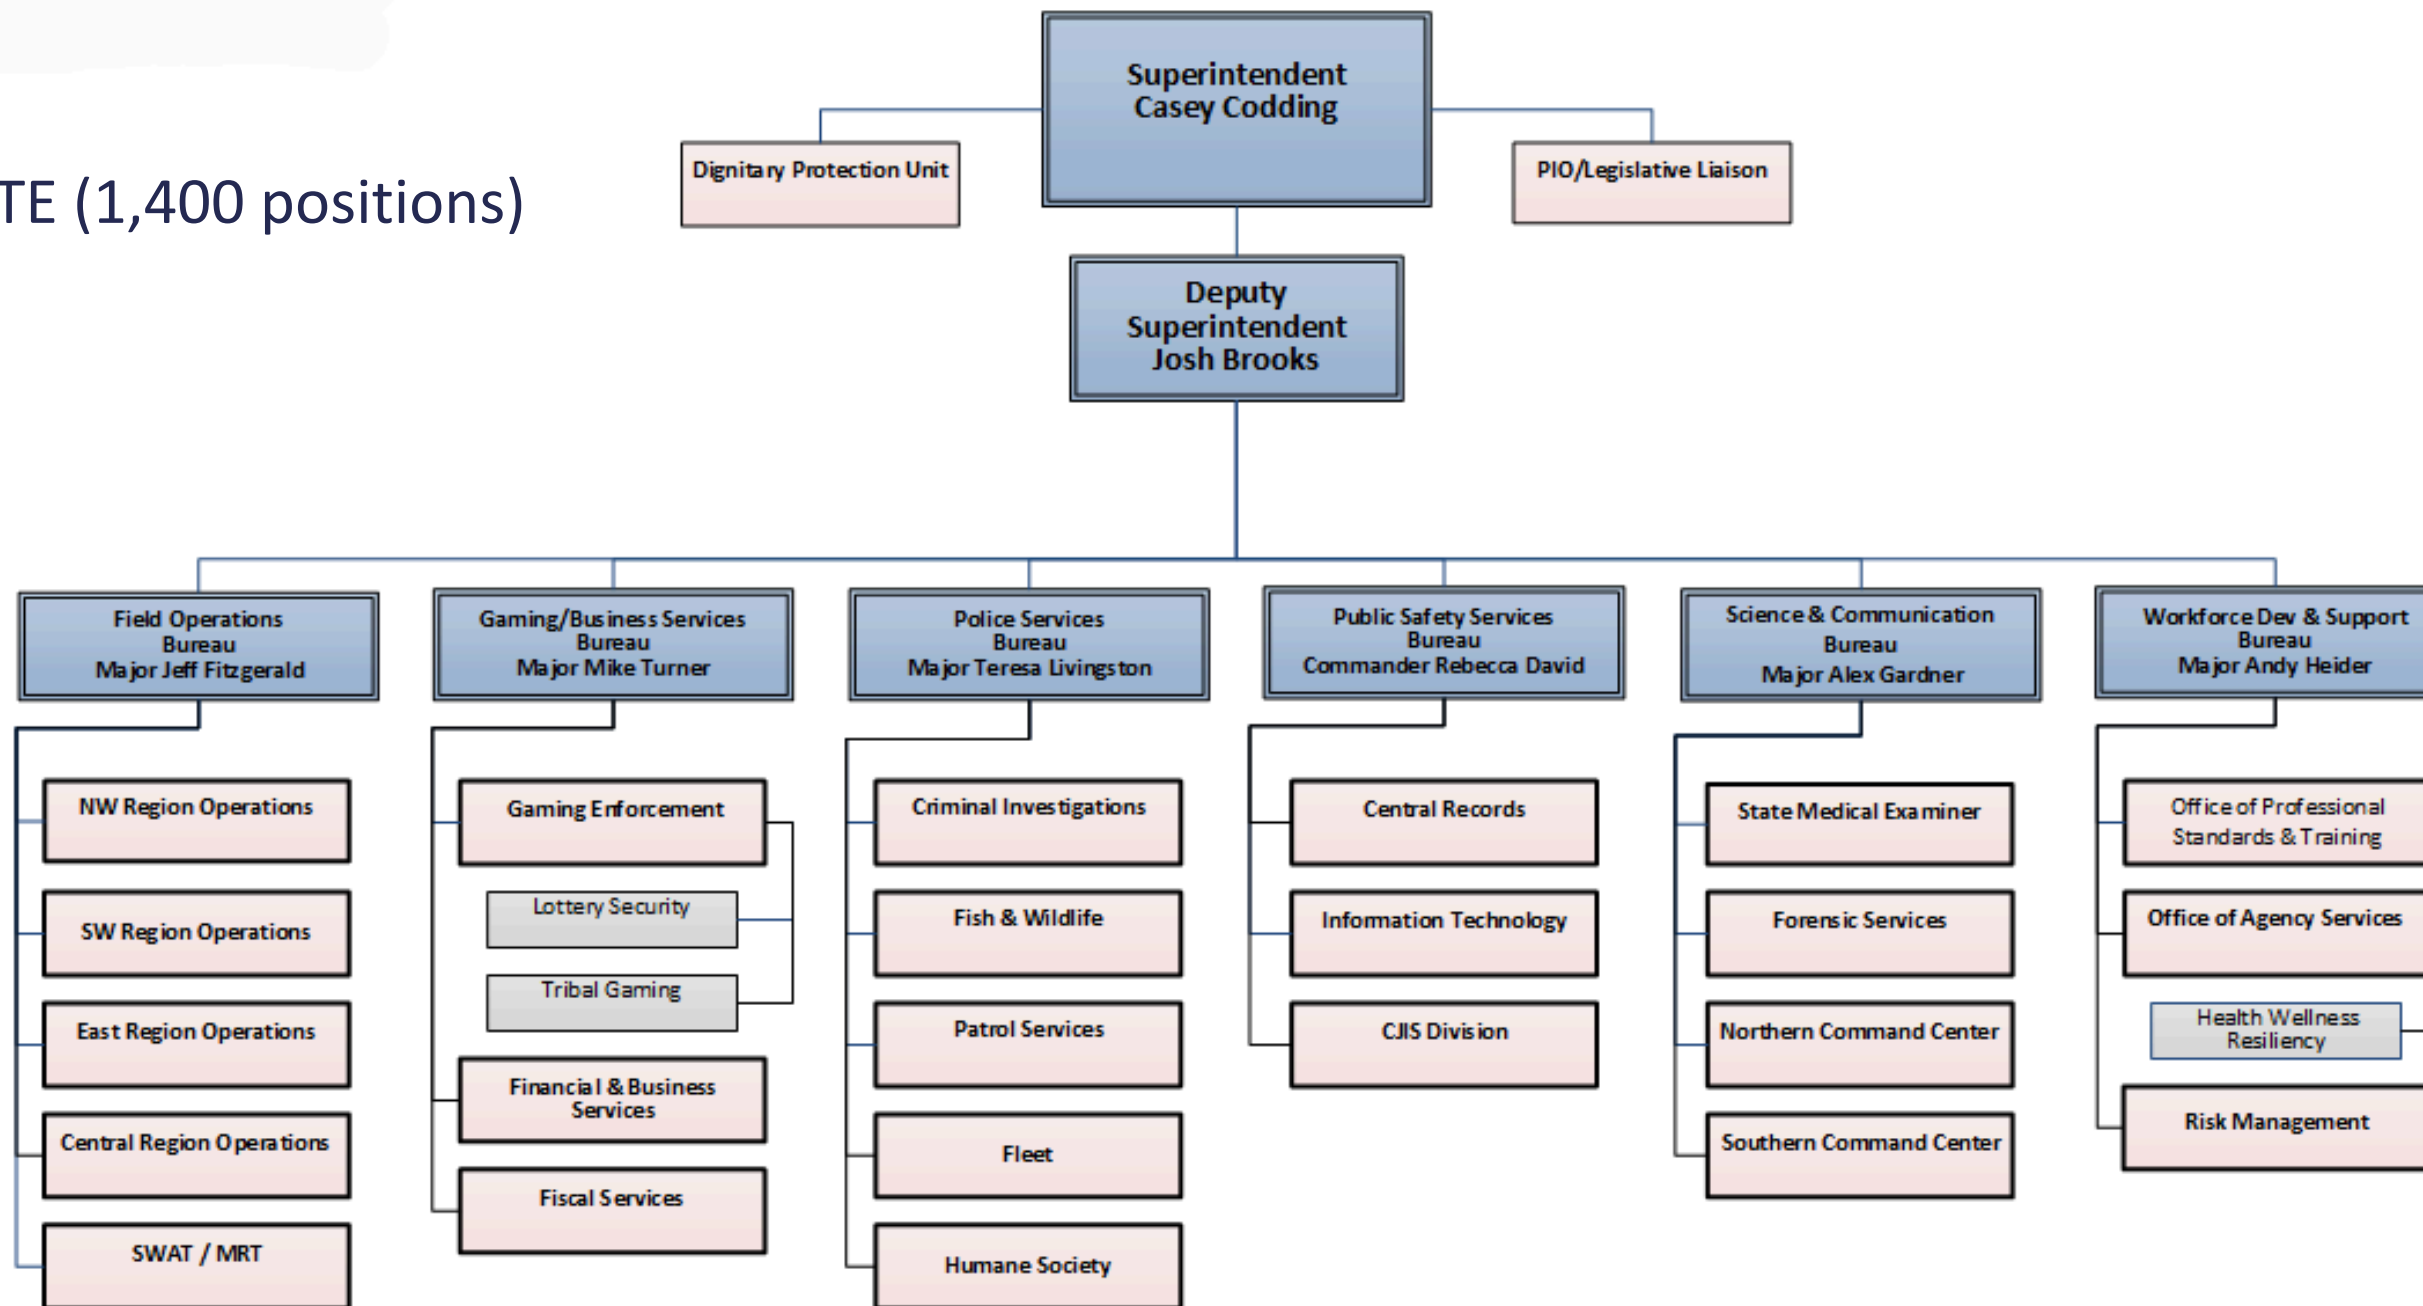 Superintendent
Casey Codding
Dignitary Protection Unit
PIO/Legislative Liaison
TE (1,400 positions)
Deputy
Superintendent
Josh Brooks
Field Operations
Bureau
Major Jeff Fitzgerald
Gaming/Business Services
Bureau
Major Mike Turner
Police Services
Bureau
Major Teresa Livingston
Public Safety Services
Bureau
Commander Rebecca David
Science & Communication
Bureau
Major Alex Gardner
Workforce Dev & Support
Bureau
Major Andy Heider
NW Region Operations
SW Region Operations
East Region Operations
Central Region Operations
SWAT / MRT
Gaming Enforcement
Lottery Security
Tribal Gaming
Financial & Business
Services
Fiscal Services
Criminal Investigations
Fish & Wildlife
Patrol Services
Fleet
Humane Society
Central Records
Information Technology
CJIS Division
State Medical Examiner
Forensic Services
Northern Command Center
Southern Command Center
Office of Professional
Standards & Training
Office of Agency Services
Health Wellness
Resiliency
Risk Management